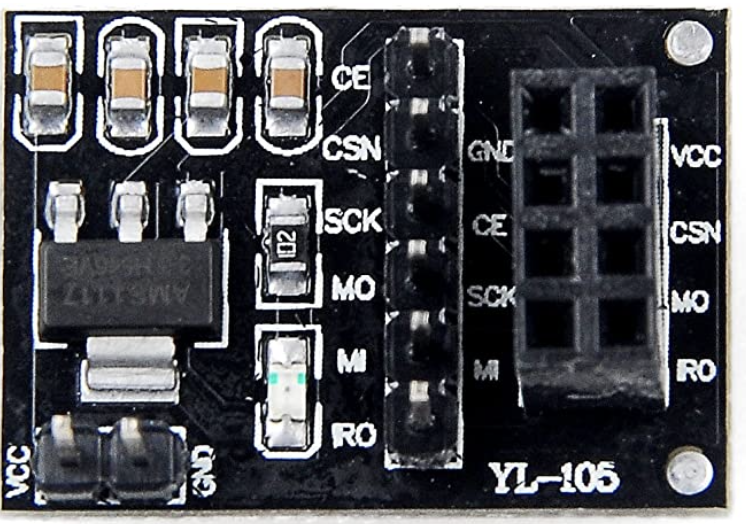 CE
CSN
SCK
MO
MI
IRO
GND VCC
CE CSN
SCK MO
MI IRO
102
AMS1117
VCC GND
YL-105